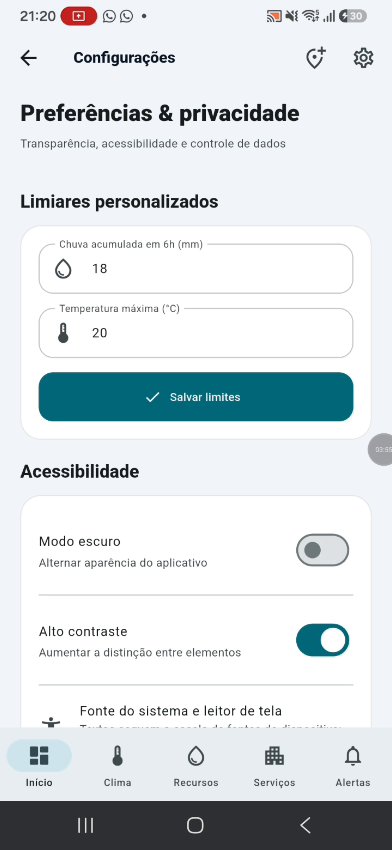 21:20
30
Configurações
Preferências & privacidade
Transparência, acessibilidade e controle de dados
Limiares personalizados
Chuva acumulada em 6h (mm)
18
Temperatura máxima (°C)
20
Salvar limites
03:55
Acessibilidade
Modo escuro
Alternar aparência do aplicativo
Alto contraste
Aumentar a distinção entre elementos
Fonte do sistema e leitor de tela
Início
Clima
Recursos
Serviços
Alertas